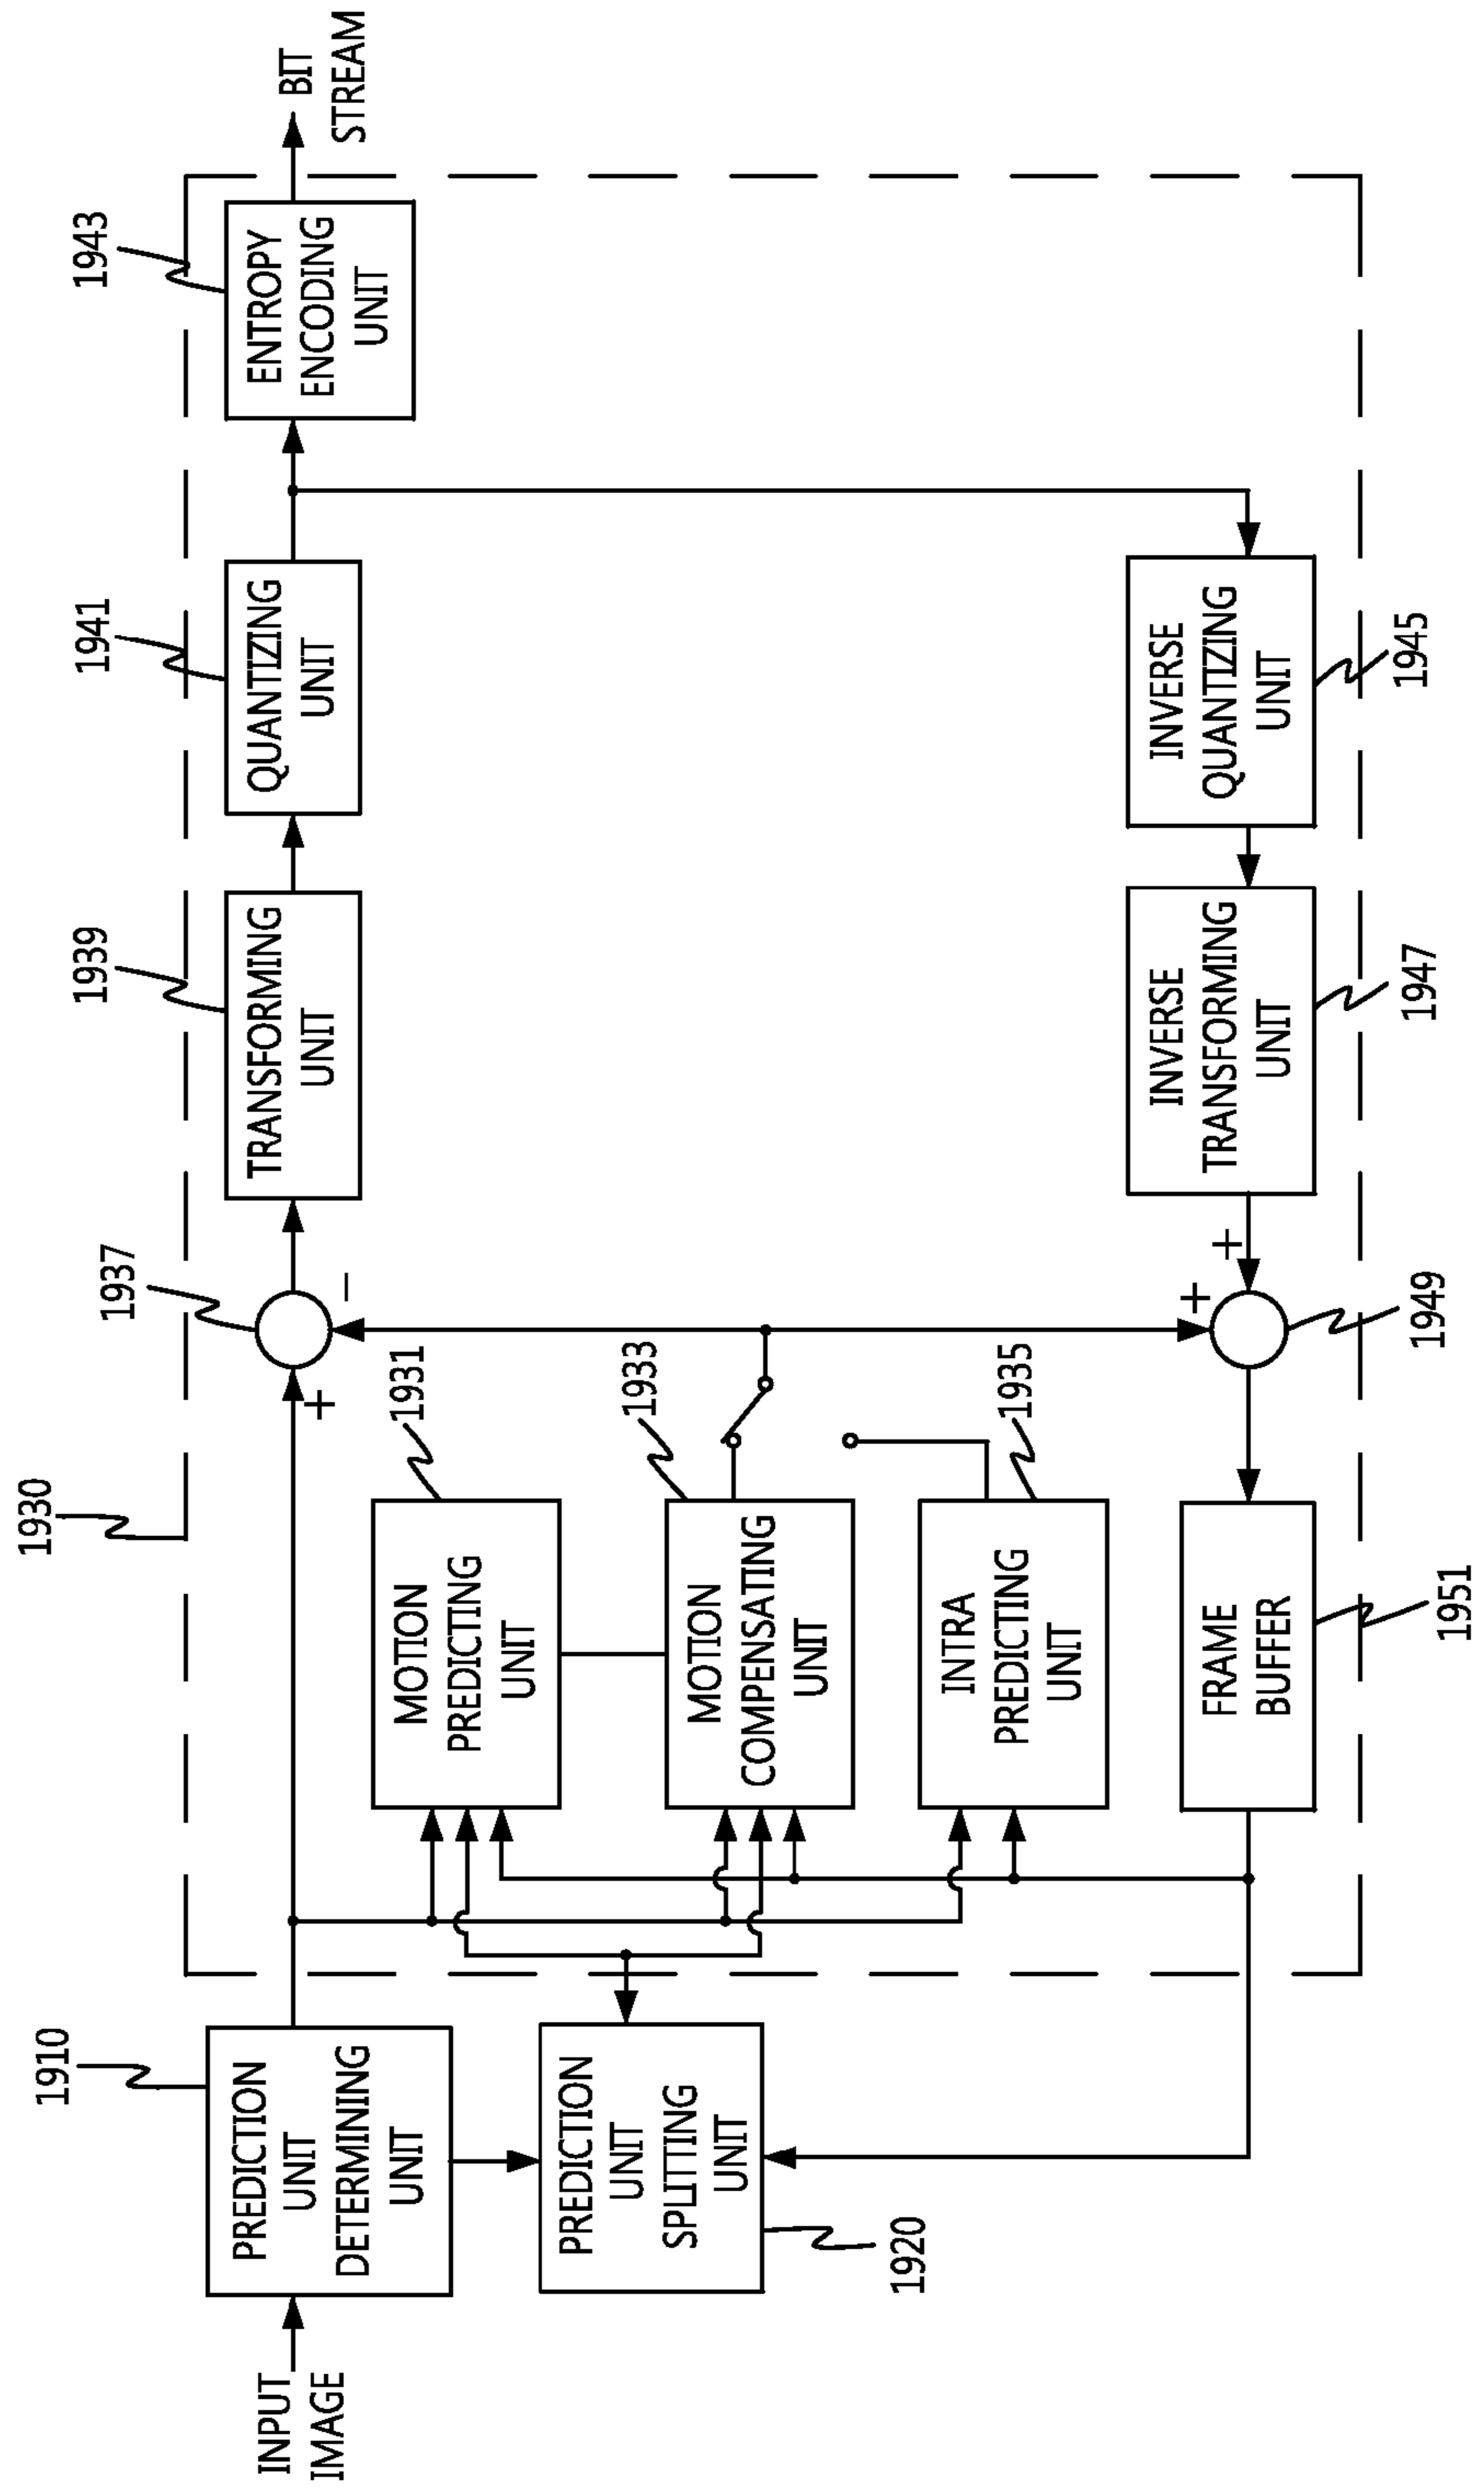 INPUT
IMAGE
1910
PREDICTION
UNIT
DETERMINING
UNIT
PREDICTION
UNIT
SPLITTING
UNIT
1920
1930
1937
+
−
1931
MOTION
PREDICTING
UNIT
1933
MOTION
COMPENSATING
UNIT
1935
INTRA
PREDICTING
UNIT
FRAME
BUFFER
1951
+
+
1949
1939
TRANSFORMING
UNIT
1941
QUANTIZING
UNIT
1943
ENTROPY
ENCODING
UNIT
BIT
STREAM
INVERSE
TRANSFORMING
UNIT
1947
INVERSE
QUANTIZING
UNIT
1945